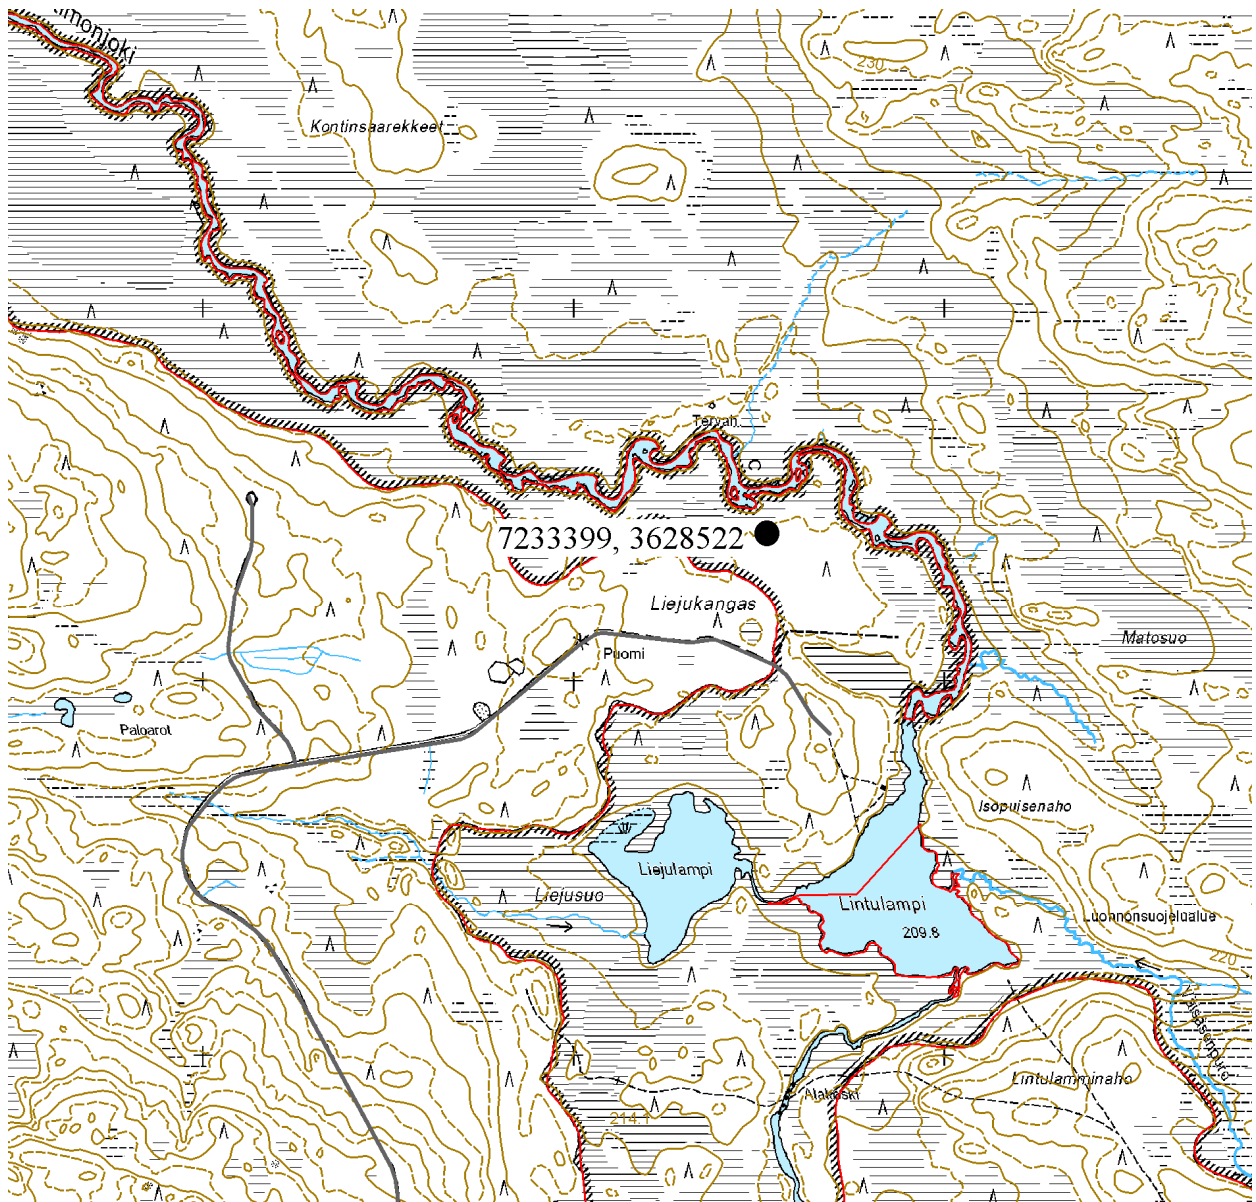 imonjoki
230
Kontinsaarekkeet
Tervah.
7233399, 3628522
Liejukangas
Puomi
Matosuo
Paloarot
Isopuisenaho
Liejulampi
Liejusuo
Lintulampi
209.8
Luonnonsuojelualue
220
Lintulamminaho
Alakoski
214.1